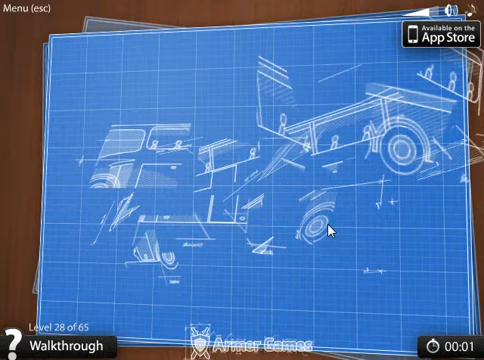 Menu (esc)
Available on the
App Store
Level 28 of 65
Walkthrough
Armor Games
00:01